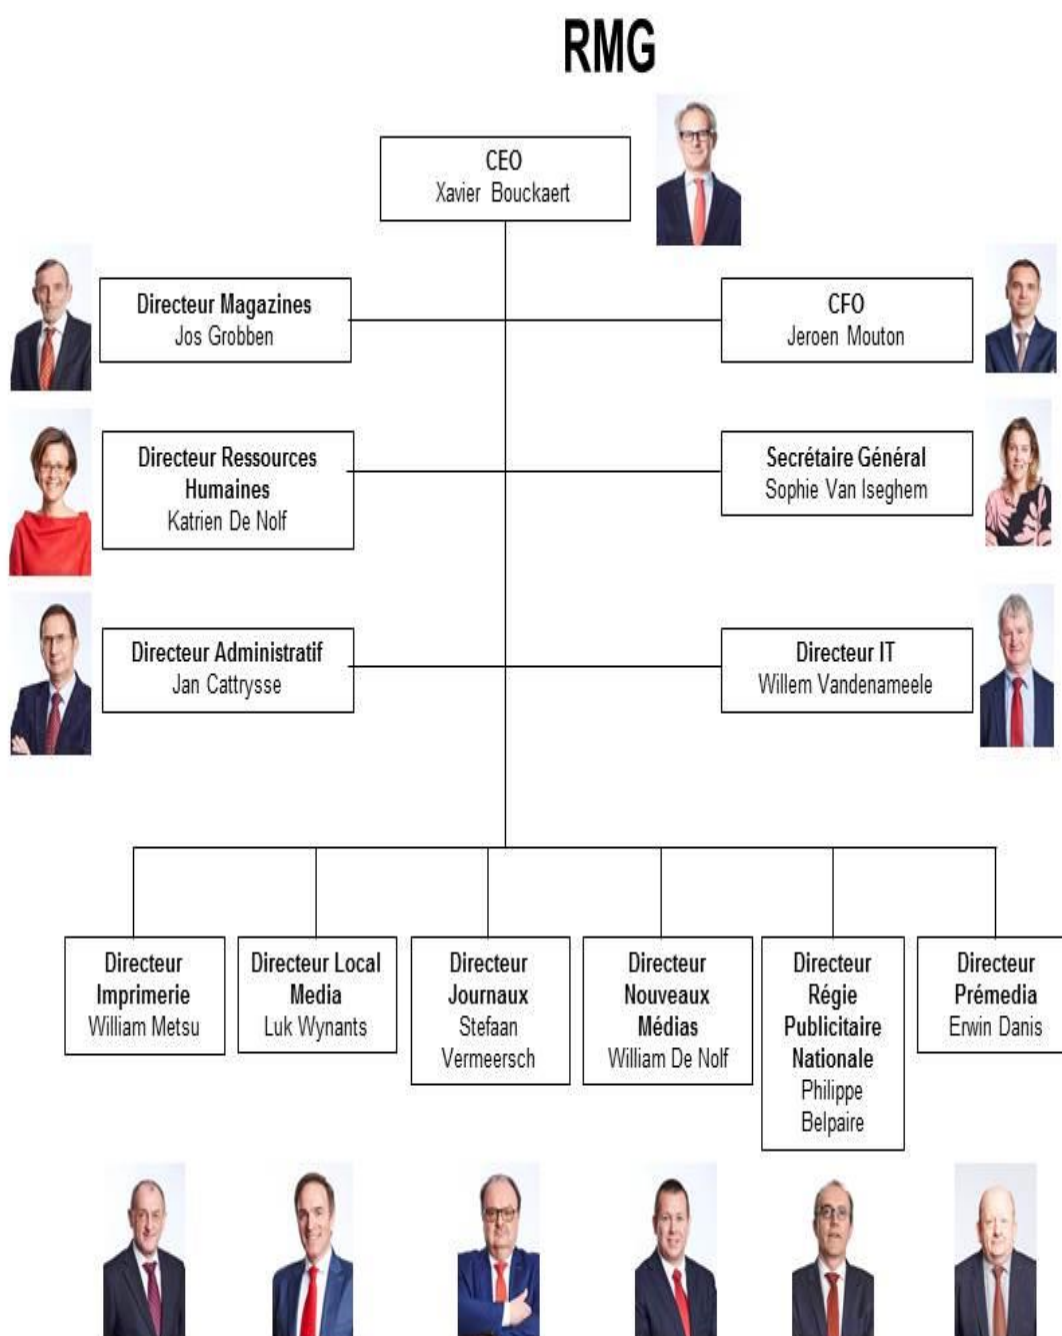 RMG
CEO
Xavier Bouckaert
Directeur Magazines
Jos Grobben
CFO
Jeroen Mouton
Directeur Ressources
Humaines
Katrien De Nolf
Secrétaire Général
Sophie Van Iseghem
Directeur Administratif
Jan Cattrysse
Directeur IT
Willem Vandenameele
Directeur
Imprimerie
William Metsu
Directeur Local
Media
Luk Wynants
Directeur
Journaux
Stefaan
Vermeersch
Directeur
Nouveaux
Médias
William De Nolf
Directeur
Régie
Publicitaire
Nationale
Philippe
Belpaire
Directeur
Prémedia
Erwin Danis